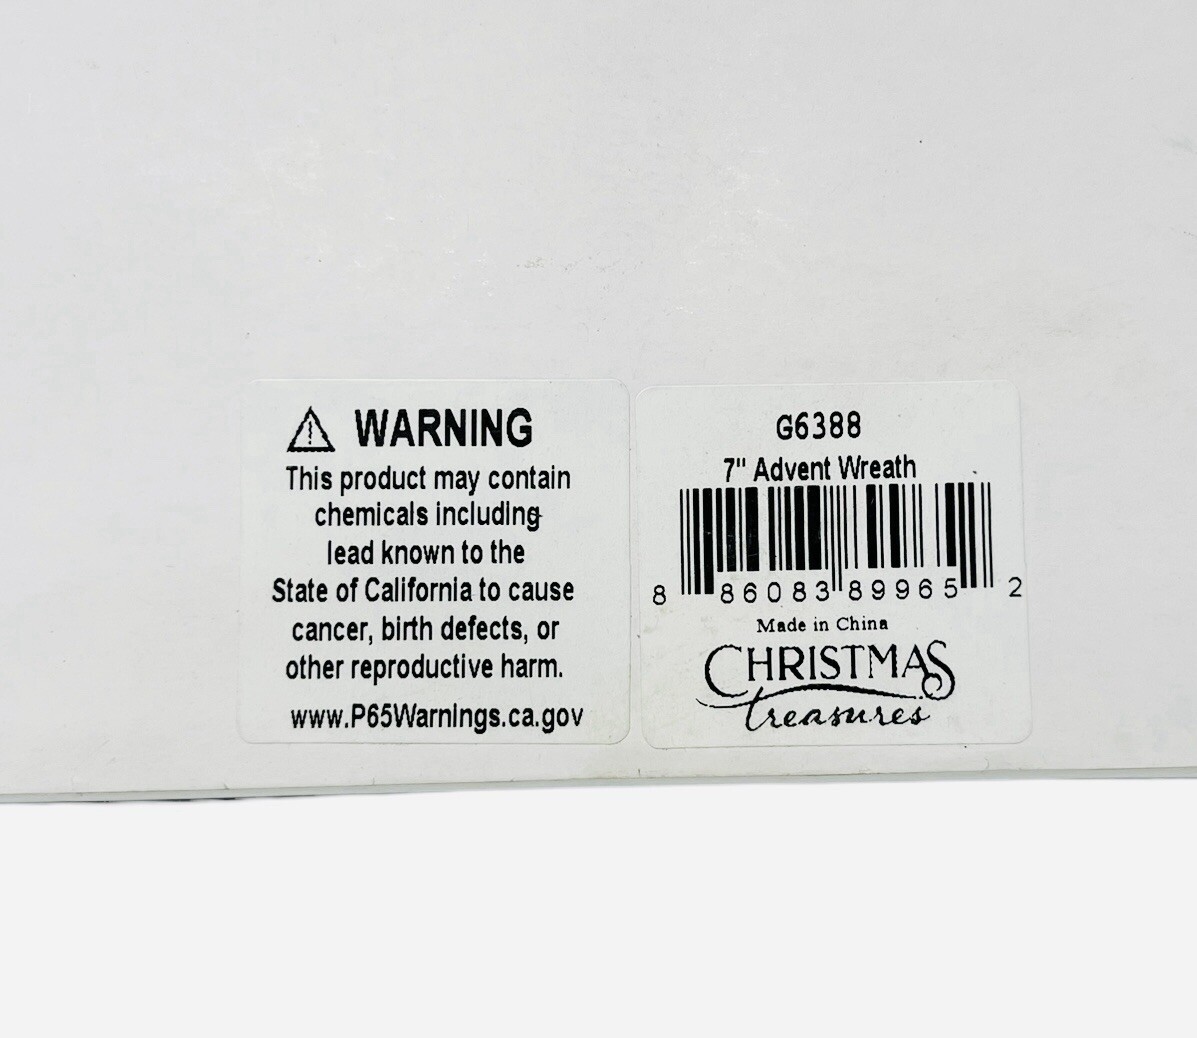 WARNING
This product may contain
chemicals including
lead known to the
State of California to cause
cancer, birth defects, or
other reproductive harm.
www.P65Warnings.ca.gov
G6388
7" Advent Wreath
8 86083 89965 2
Made in China
CHRISTMAS
treasures